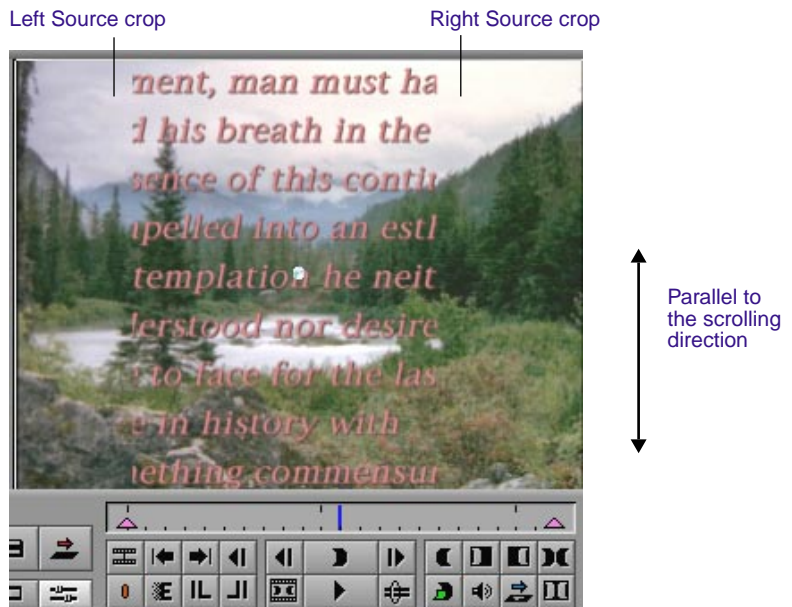 Left Source crop
Right Source crop
ment, man must ha
d his breath in the
sence of this contin
pelled into an esth
templation he neit
lerstood nor desire
to face for the las
e in history with
ething commensur
Parallel to
the scrolling
direction